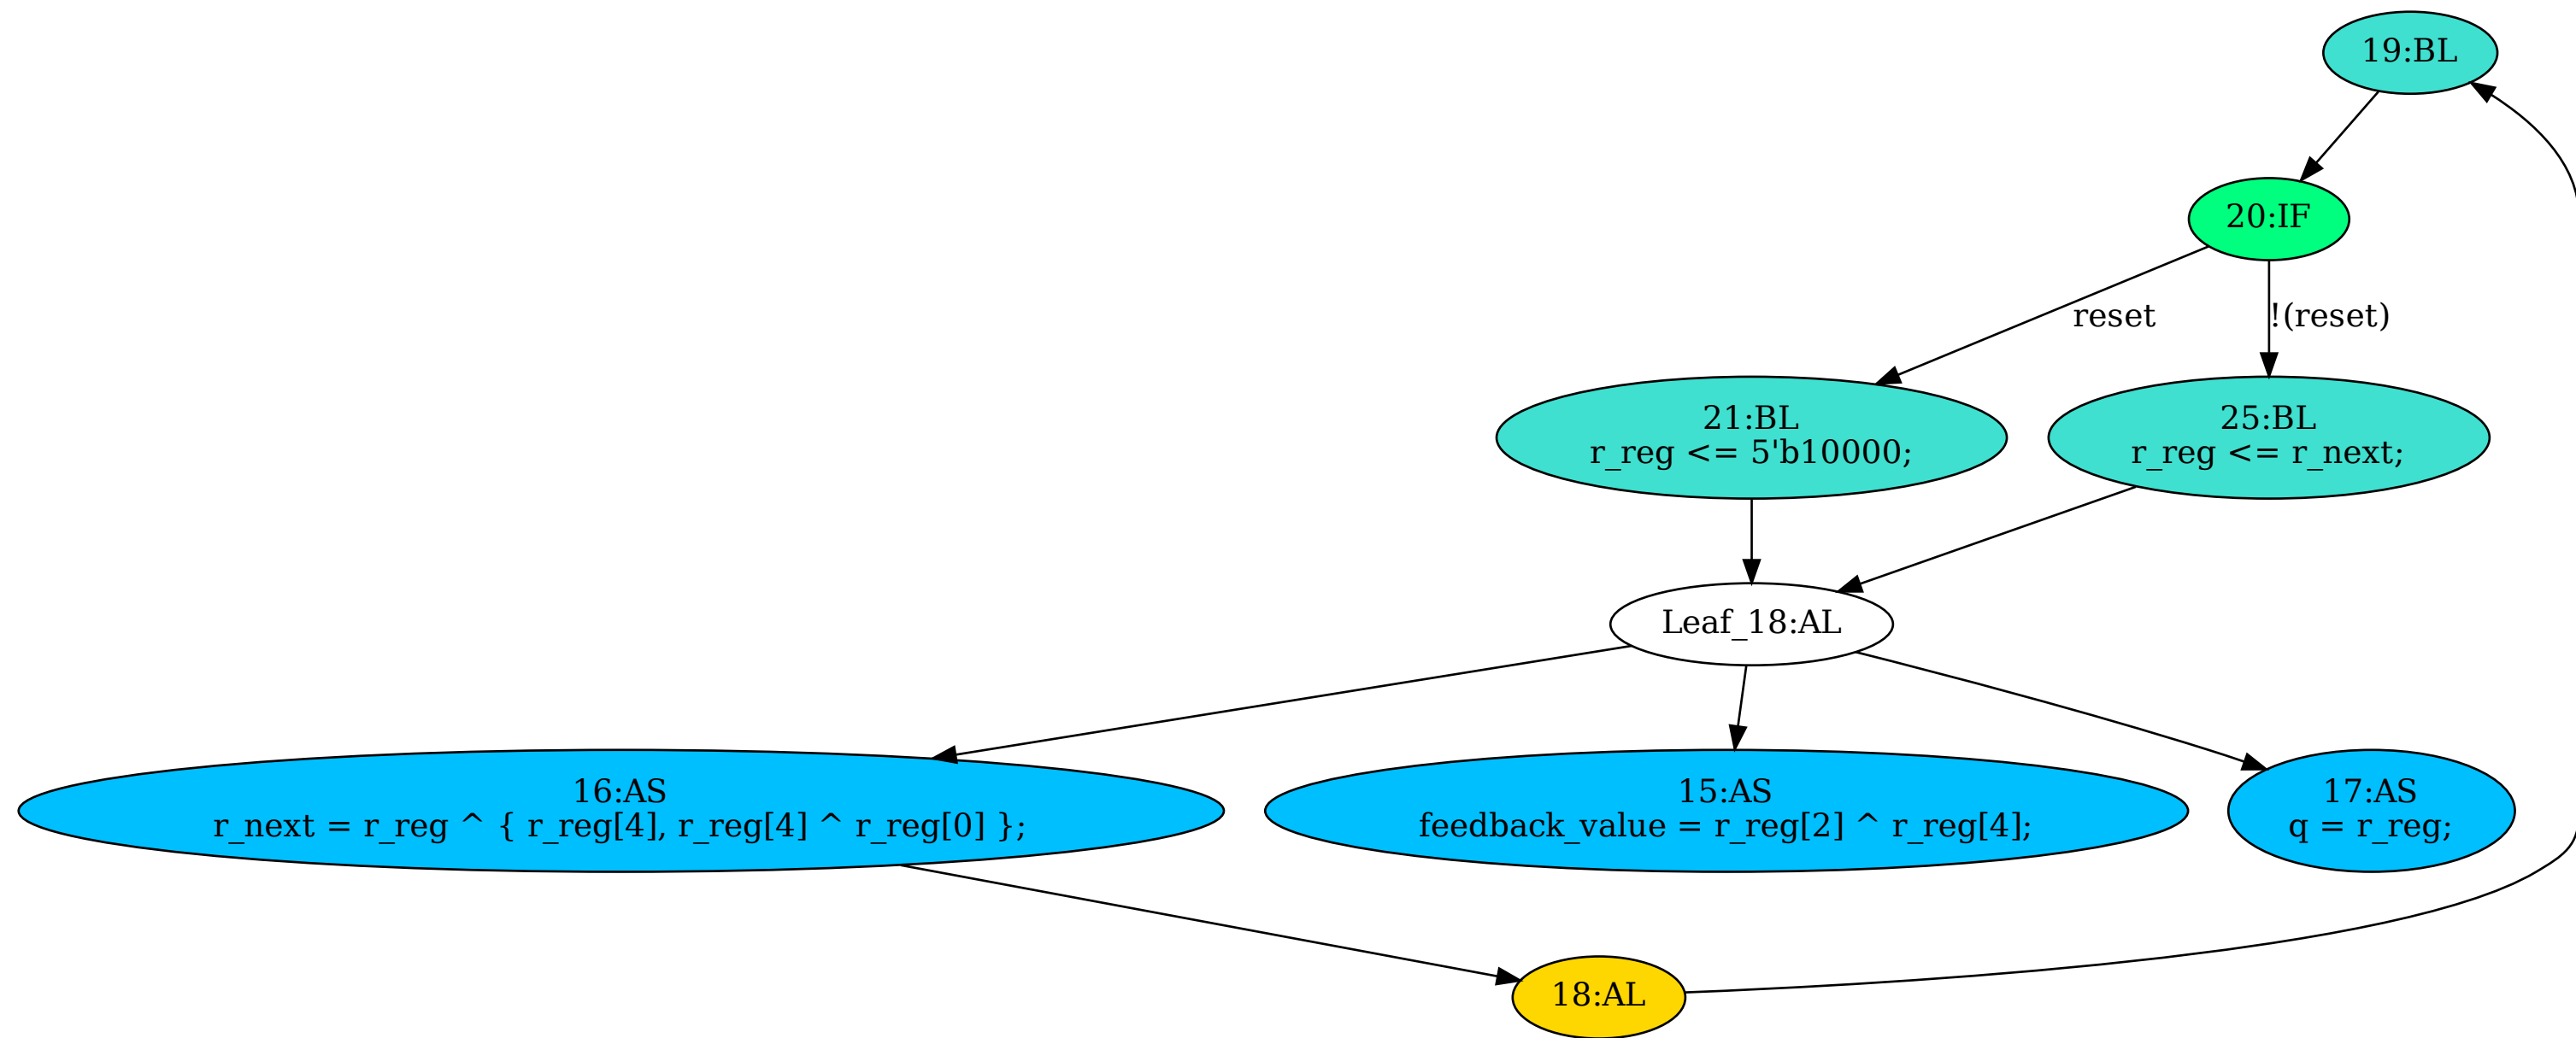 19:BL
20:IF
reset
!(reset)
21:BL
r_reg <= 5'b10000;
25:BL
r_reg <= r_next;
Leaf_18:AL
16:AS
r_next = r_reg ^ { r_reg[4], r_reg[4] ^ r_reg[0] };
15:AS
feedback_value = r_reg[2] ^ r_reg[4];
17:AS
q = r_reg;
18:AL